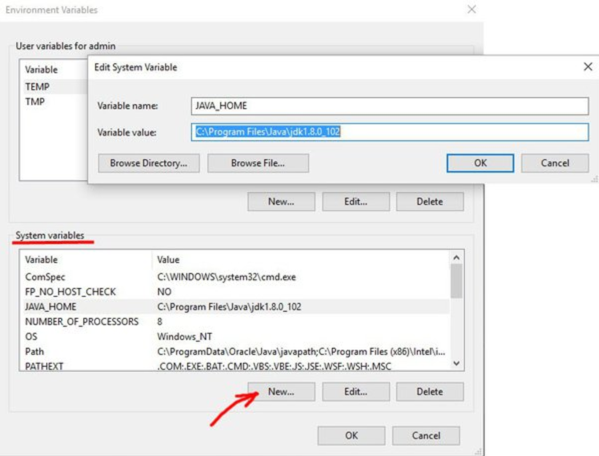 Environment Variables
User variables for admin
Variable
TEMP
TMP
Edit System Variable
Variable name: JAVA_HOME
Variable value: C:\Program Files\Java\jdk1.8.0_102
Browse Directory... Browse File... OK Cancel
New... Edit... Delete
System variables
Variable Value
ComSpec C:\WINDOWS\system32\cmd.exe
FP_NO_HOST_CHECK NO
JAVA_HOME C:\Program Files\Java\jdk1.8.0_102
NUMBER_OF_PROCESSORS 8
OS Windows_NT
Path C:\ProgramData\Oracle\Java\javapath;C:\Program Files (x86)\Intel\i...
PATHEXT .COM;.EXE;.BAT;.CMD;.VBS;.VBE;.JS;.JSE;.WSF;.WSH;.MSC
New... Edit... Delete
OK Cancel